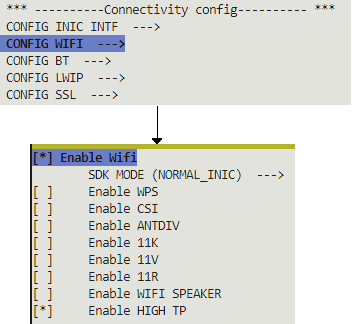 *** ----------Connectivity config---------- ***
CONFIG INIC INTF --->
CONFIG WIFI --->
CONFIG BT --->
CONFIG LWIP --->
CONFIG SSL --->
[*] Enable Wifi
SDK MODE (NORMAL_INIC) --->
[ ] Enable WPS
[ ] Enable CSI
[ ] Enable ANTDIV
[ ] Enable 11K
[ ] Enable 11V
[ ] Enable 11R
[ ] Enable WIFI SPEAKER
[*] Enable HIGH TP